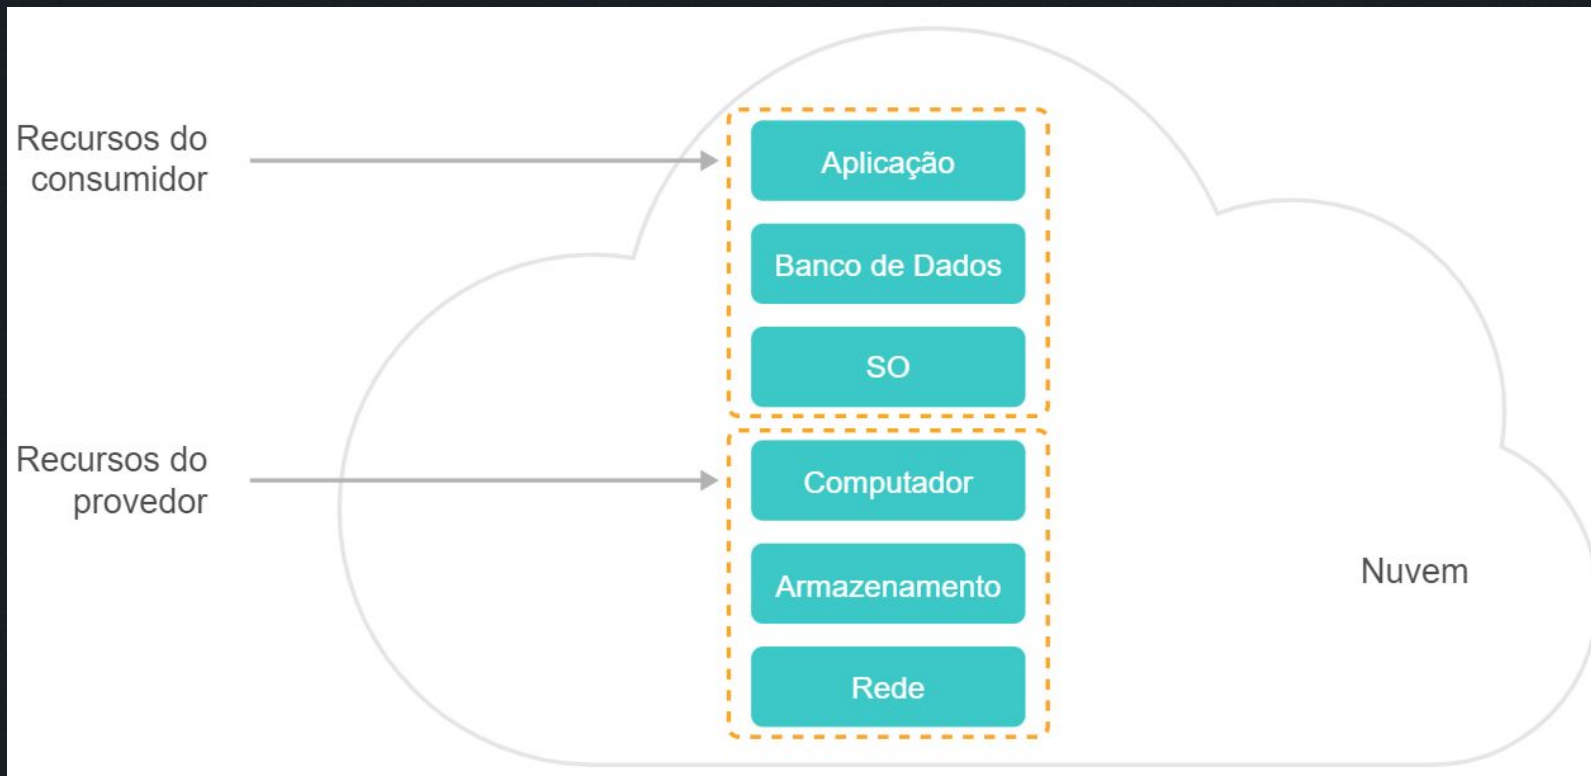 Recursos do
consumidor
Aplicação
Banco de Dados
SO
Recursos do
provedor
Computador
Armazenamento
Nuvem
Rede